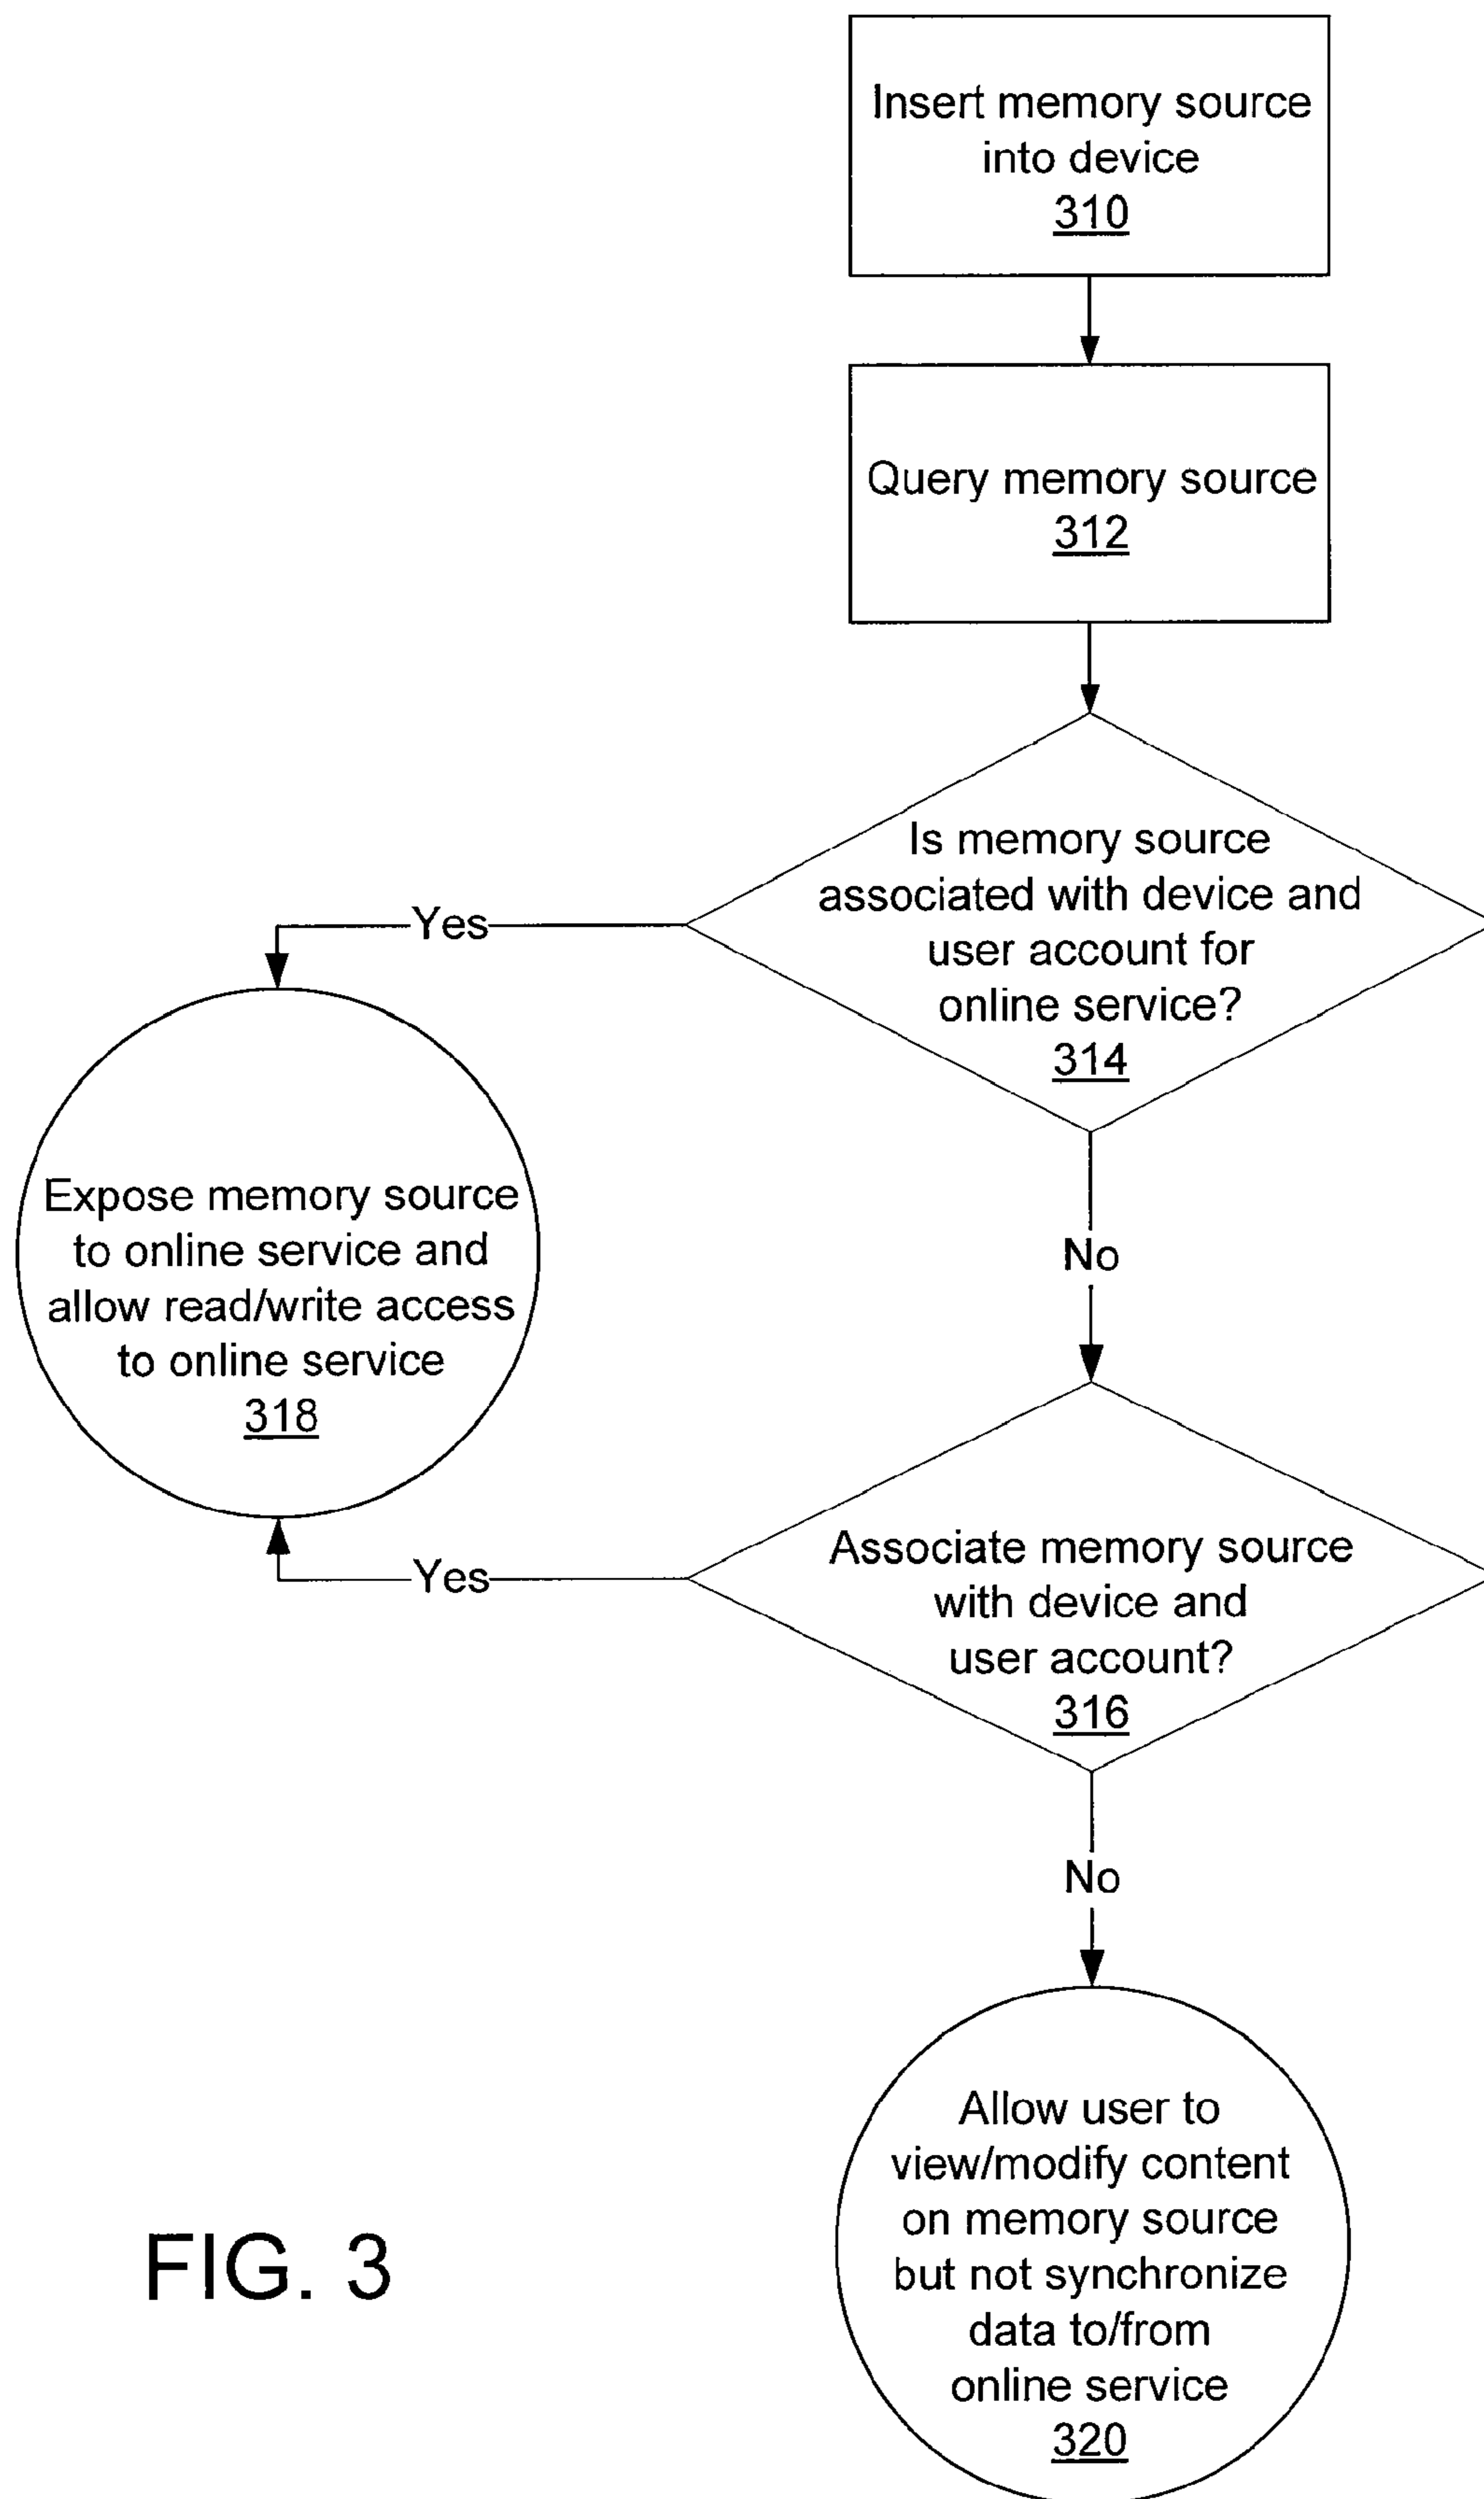 Insert memory source
into device
310
Query memory source
312
Is memory source
associated with device and
user account for
online service?
314
Yes
Expose memory source
to online service and
allow read/write access
to online service
318
No
Associate memory source
with device and
user account?
316
Yes
No
Allow user to
view/modify content
on memory source
but not synchronize
data to/from
online service
320
FIG. 3